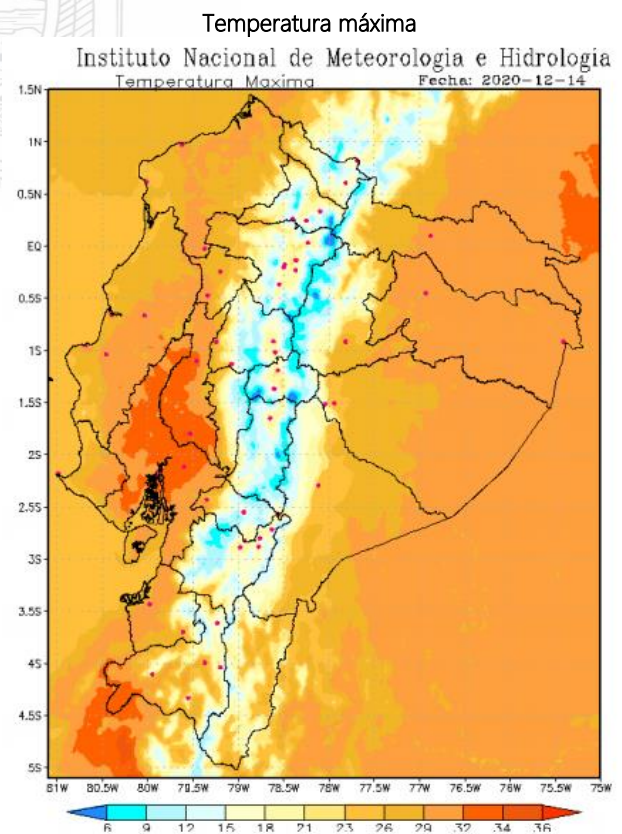 Temperatura máxima
Instituto Nacional de Meteorologia e Hidrologia
Temperatura Maxima Fecha: 2020-12-14
1.5N
1N
0.5N
EQ
0.5S
1S
1.5S
2S
2.5S
3S
3.5S
4S
4.5S
5S
81W 80.5W 80W 79.5W 79W 78.5W 78W 77.5W 77W 76.5W 76W 75.5W 75W
6 9 12 15 18 21 23 26 29 32 34 36